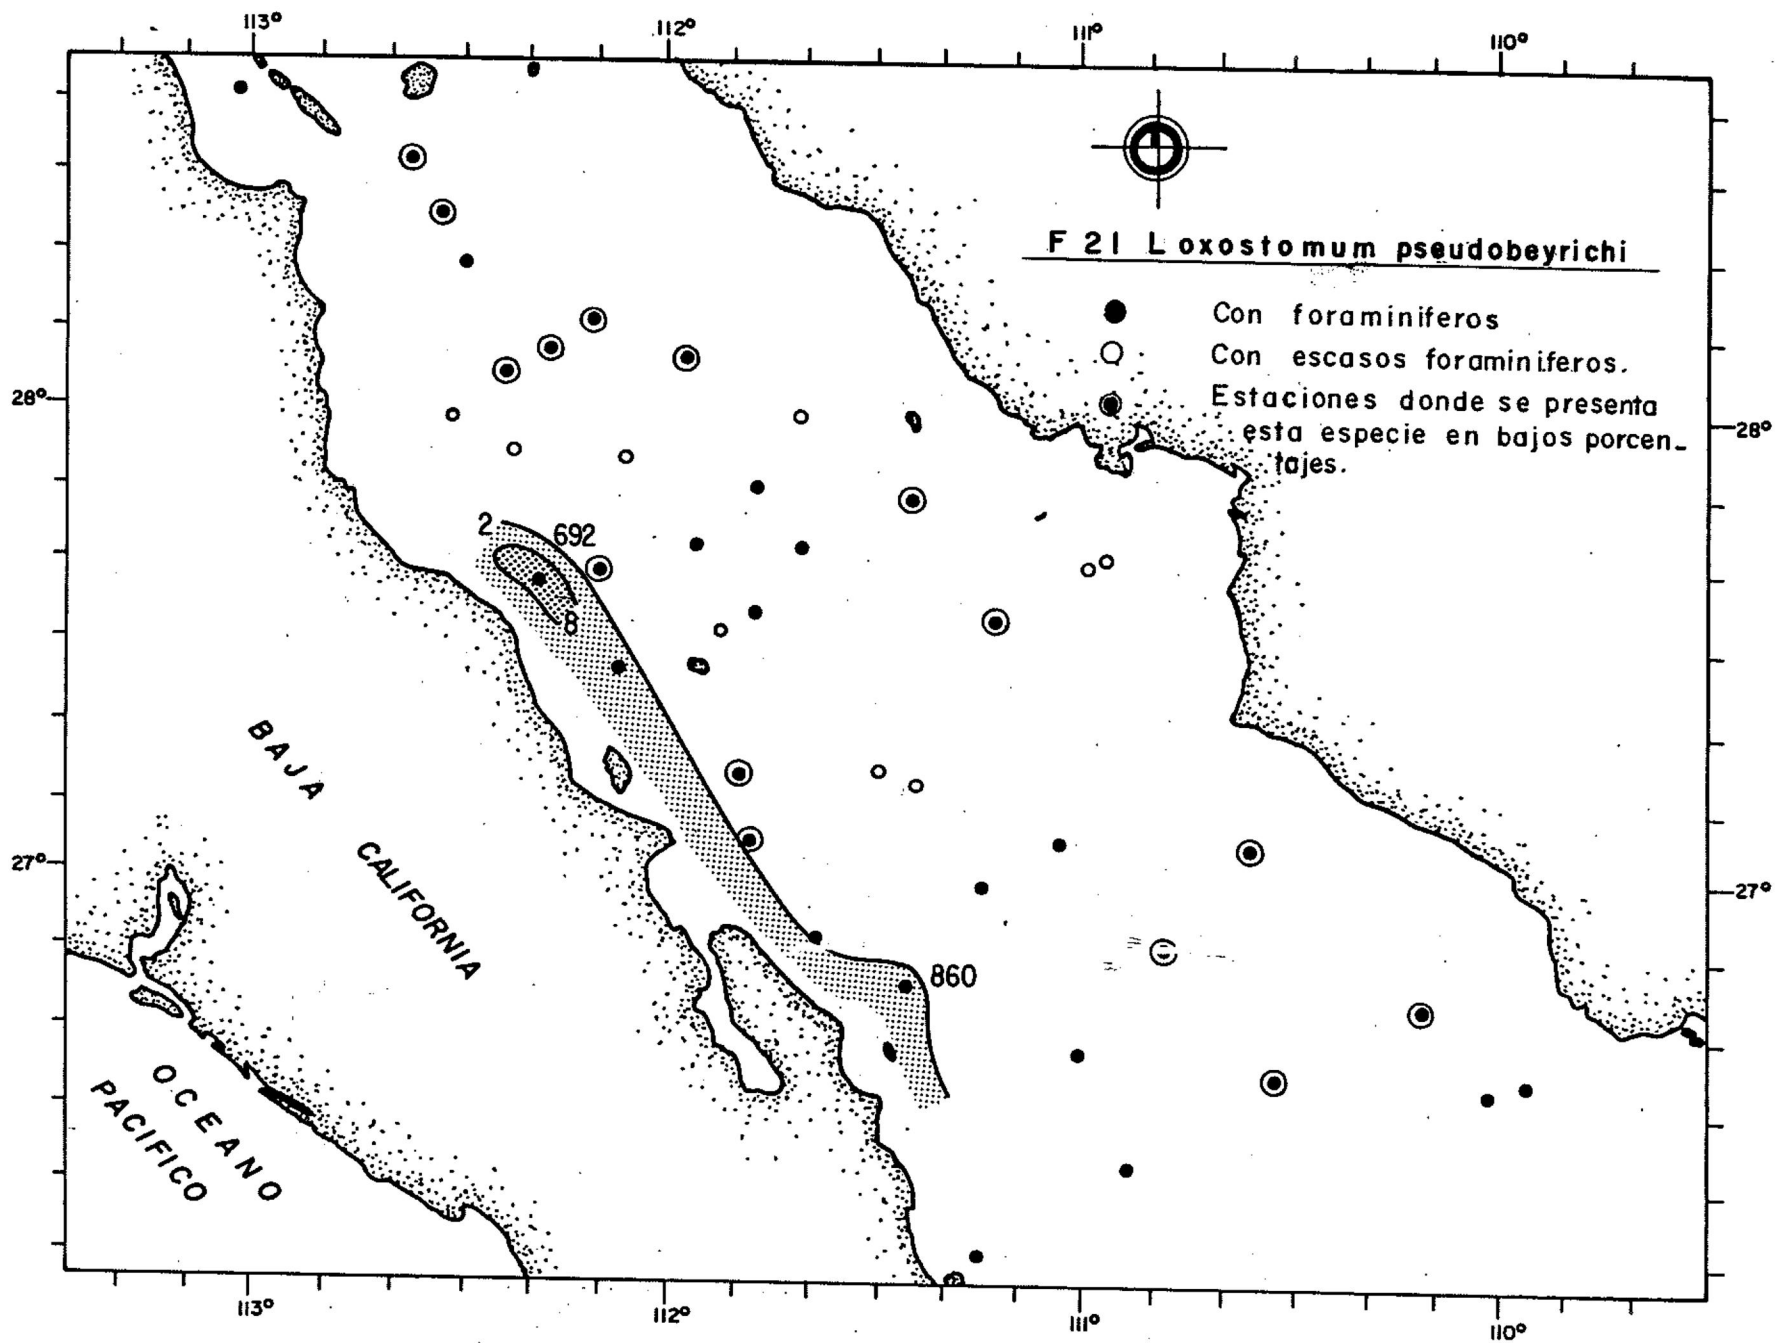 113°
112°
111°
110°
F 21 Loxostomum pseudobeyrichi
Con foraminiferos
Con escasos foraminiferos.
Estaciones donde se presenta
esta especie en bajos porcen-
tajes.
28°
28°
2
692
8
BAJA
CALIFORNIA
27°
27°
860
OCEANO
PACIFICO
113°
112°
111°
110°